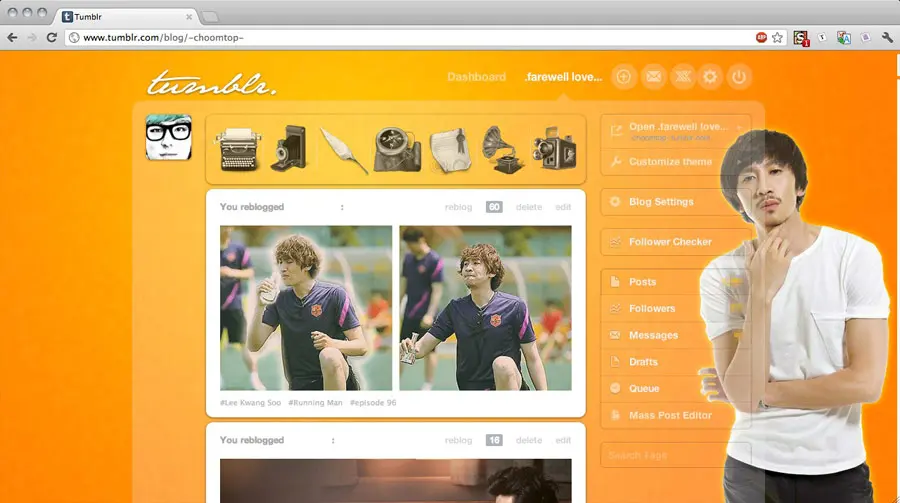 Tumblr
www.tumblr.com/blog/-choomtop-
tumblr.
Dashboard
.farewell love...
Open .farewell love...
Customize theme
Blog Settings
Follower Checker
Posts
Followers
Messages
Drafts
Queue
Mass Post Editor
Search Tags
You reblogged :
reblog 60 delete edit
#Lee Kwang Soo #Running Man #episode 96
You reblogged :
reblog 16 delete edit